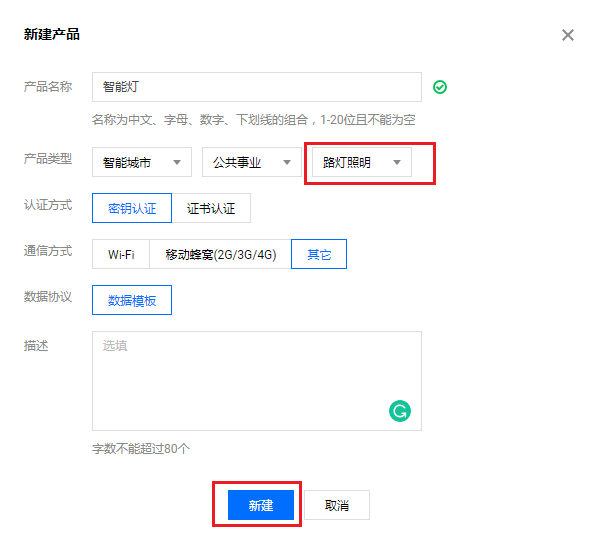 新建产品
产品名称 智能灯
名称为中文、字母、数字、下划线的组合，1-20位且不能为空
产品类型 智能城市 公共事业 路灯照明
认证方式 密钥认证 证书认证
通信方式 Wi-Fi 移动蜂窝(2G/3G/4G) 其它
数据协议 数据模板
描述 选填
字数不能超过80个
新建 取消